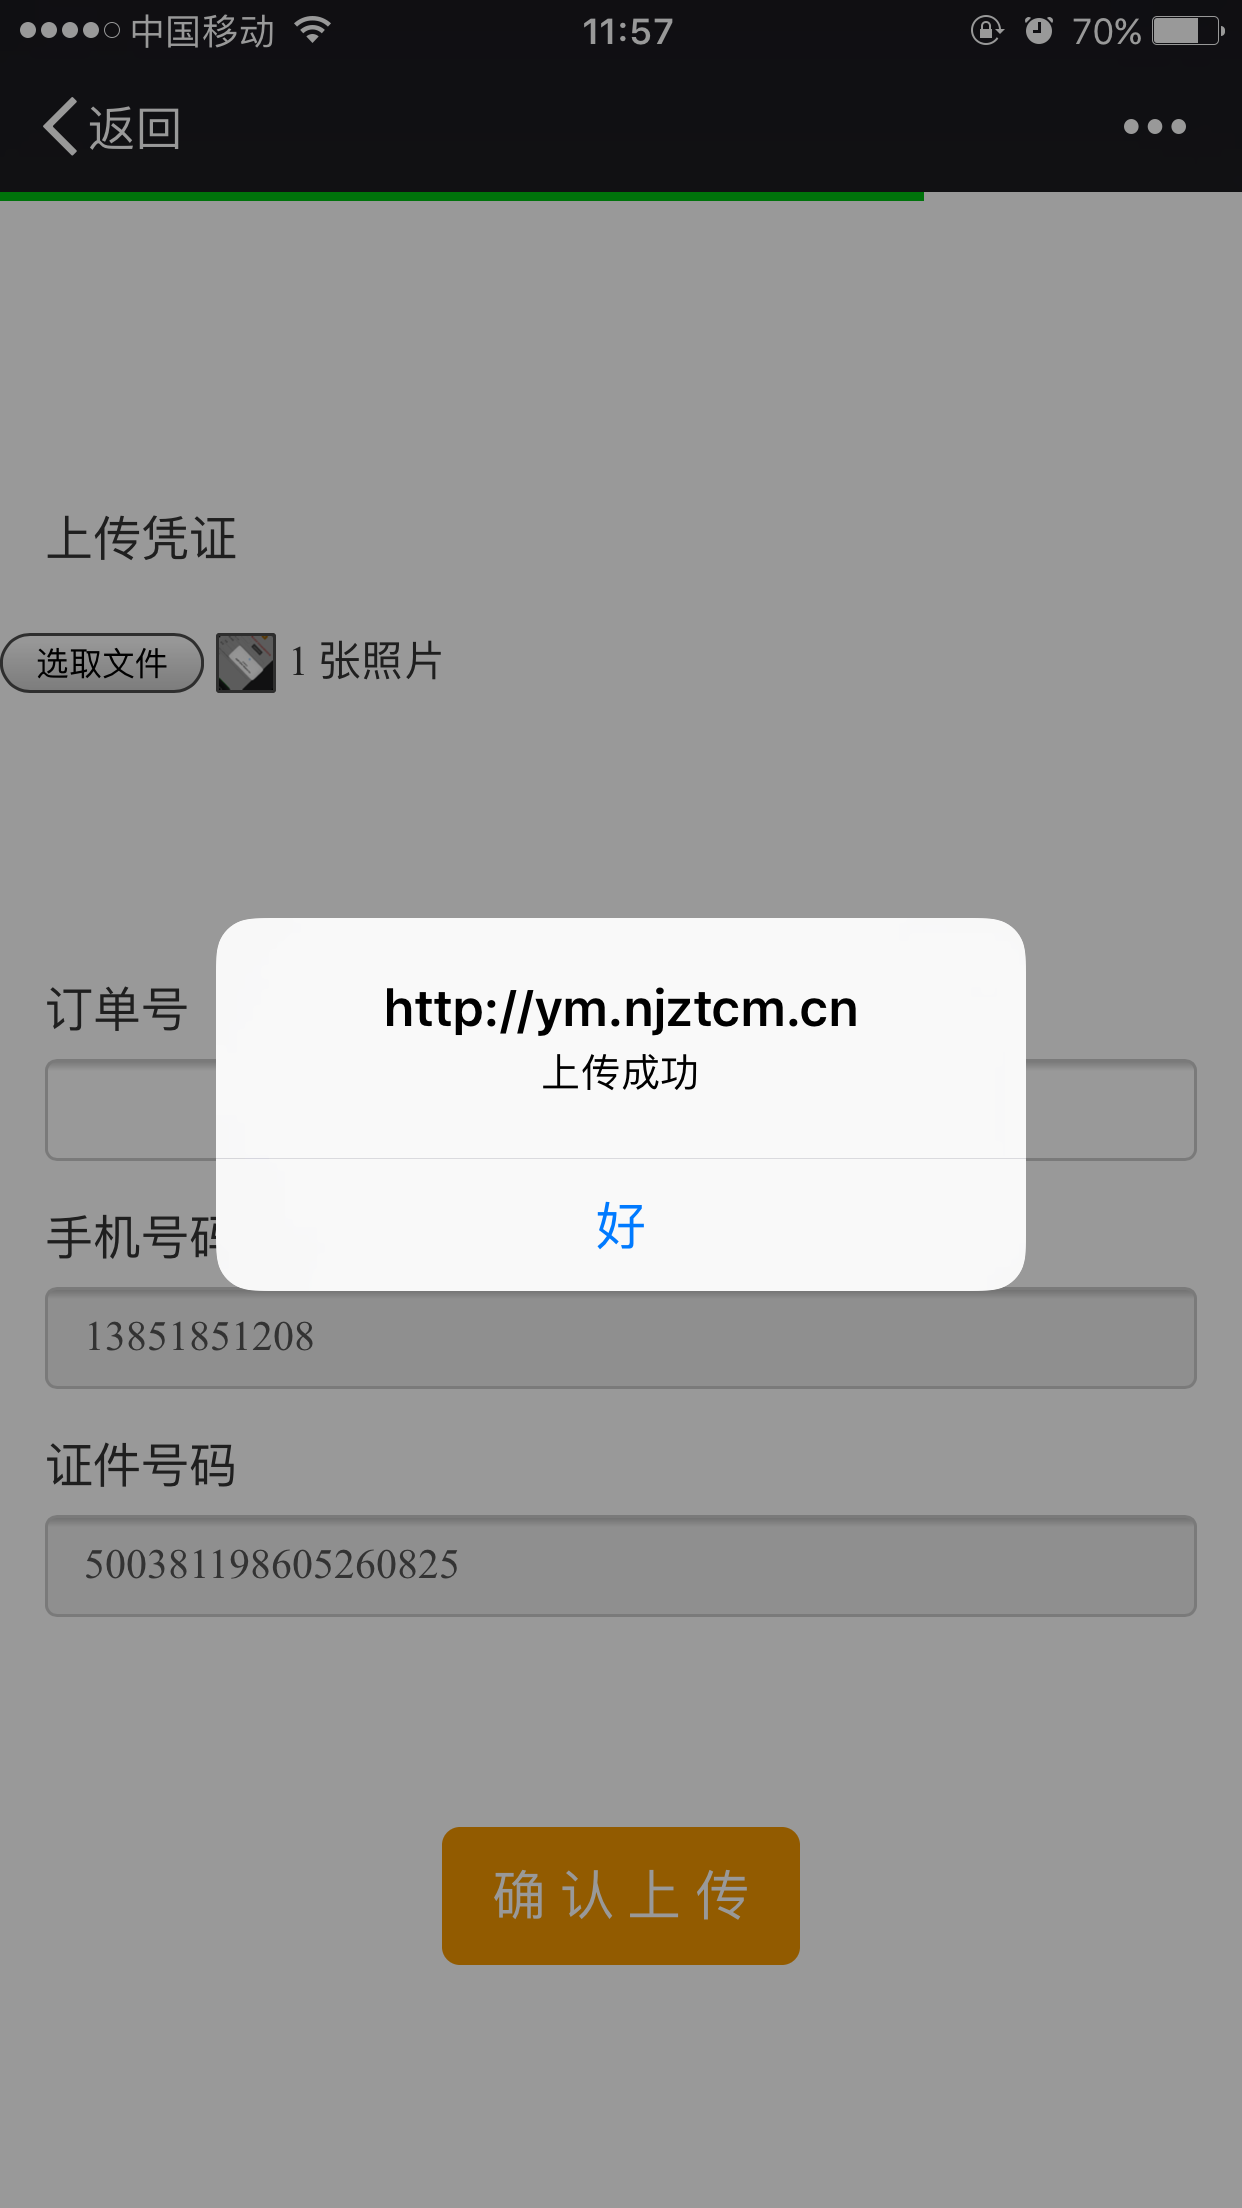 中国移动 11:57 70%
返回
上传凭证
选取文件 1 张照片
http://ym.njztcm.cn
上传成功
好
订单号
手机号码
13851851208
证件号码
500381198605260825
确认上传